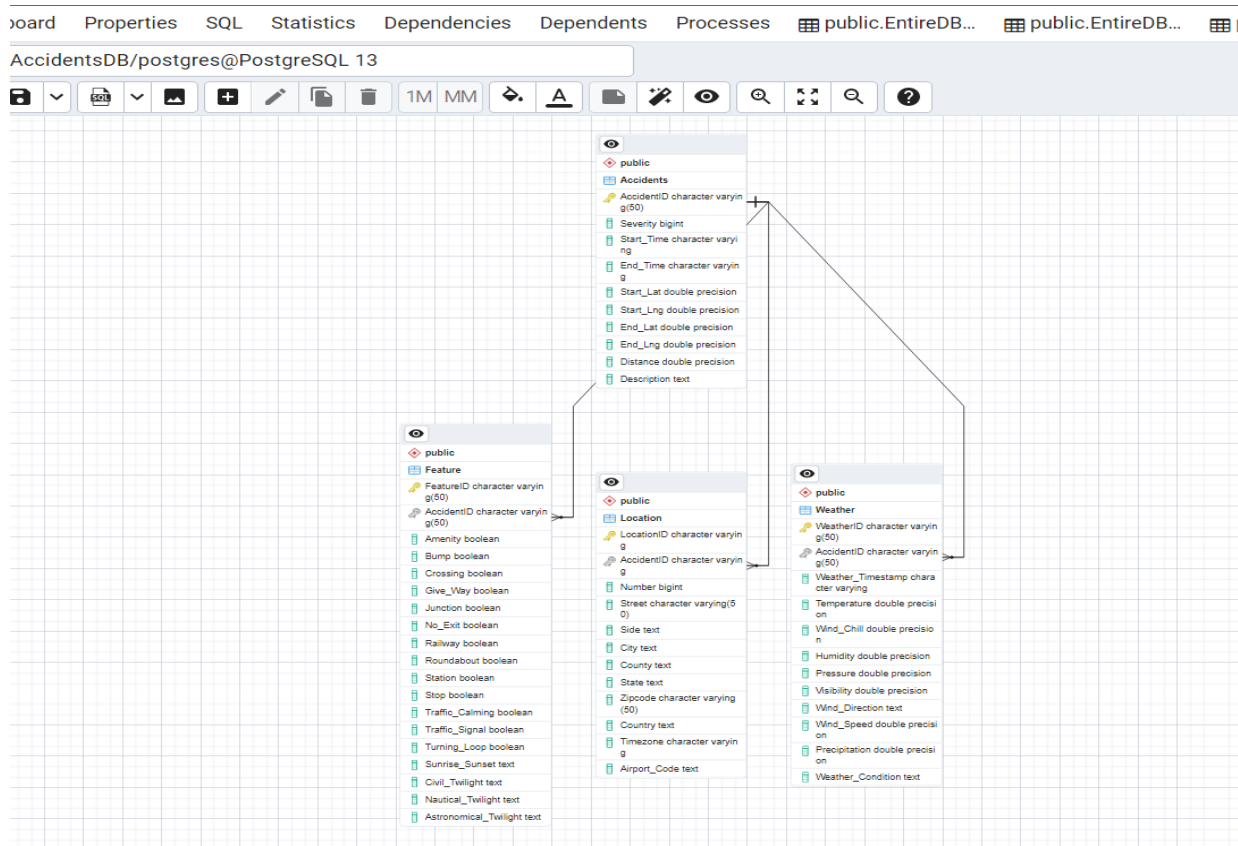 oard Properties SQL Statistics Dependencies Dependents Processes public.EntireDB... public.EntireDB...
AccidentsDB/postgres@PostgreSQL 13
SQL 1M MM A
public
Accidents
AccidentID character varyin
g(50)
Severity bigint
Start_Time character varyi
ng
End_Time character varyin
g
Start_Lat double precision
Start_Lng double precision
End_Lat double precision
End_Lng double precision
Distance double precision
Description text
public
Feature
FeatureID character varyin
g(50)
AccidentID character varyin
g(50)
Amenity boolean
Bump boolean
Crossing boolean
Give_Way boolean
Junction boolean
No_Exit boolean
Railway boolean
Roundabout boolean
Station boolean
Stop boolean
Traffic_Calming boolean
Traffic_Signal boolean
Turning_Loop boolean
Sunrise_Sunset text
Civil_Twilight text
Nautical_Twilight text
Astronomical_Twilight text
public
Location
LocationID character varyin
g
AccidentID character varyin
g
Number bigint
Street character varying(5
0)
Side text
City text
County text
State text
Zipcode character varying
(50)
Country text
Timezone character varyin
g
Airport_Code text
public
Weather
WeatherID character varyin
g(50)
AccidentID character varyin
g(50)
Weather_Timestamp chara
cter varying
Temperature double precisi
on
Wind_Chill double precisio
n
Humidity double precision
Pressure double precision
Visibility double precision
Wind_Direction text
Wind_Speed double precisi
on
Precipitation double precisi
on
Weather_Condition text